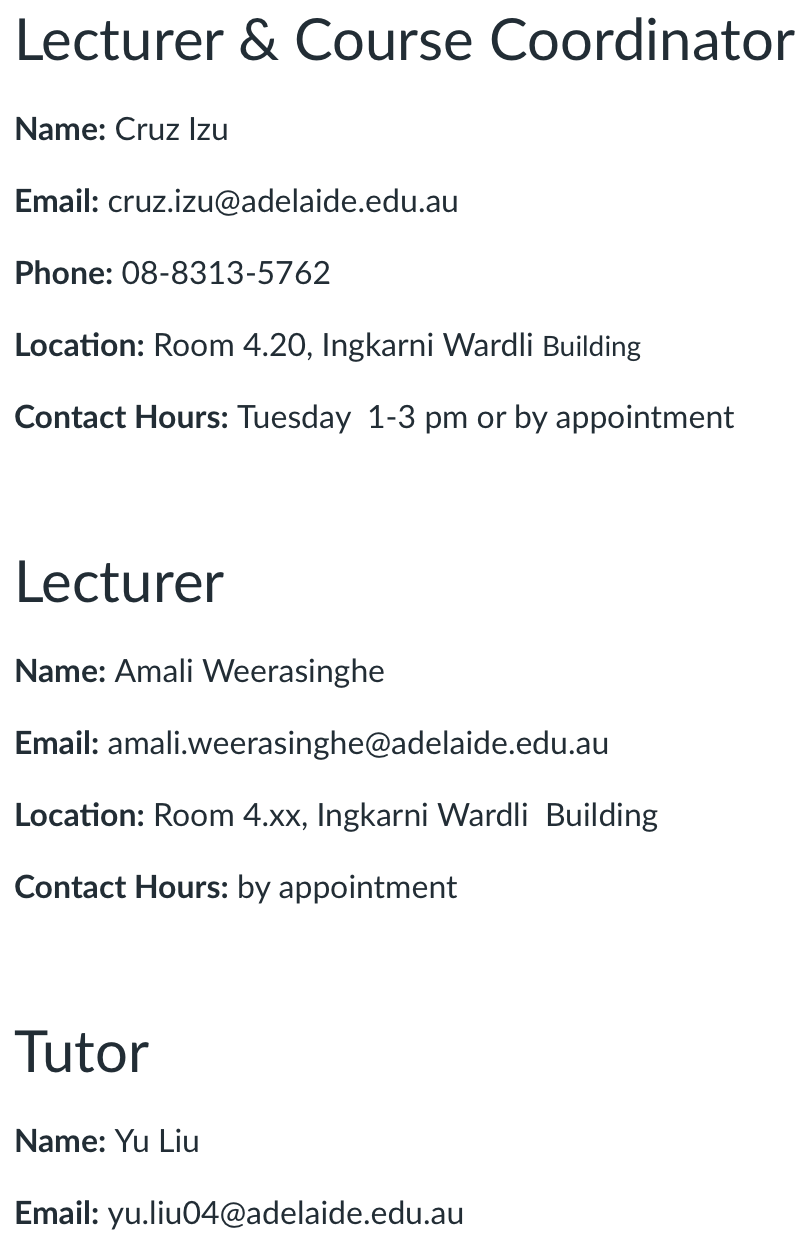 Lecturer & Course Coordinator
Name: Cruz Izu
Email: cruz.izu@adelaide.edu.au
Phone: 08-8313-5762
Location: Room 4.20, Ingkarni Wardli Building
Contact Hours: Tuesday  1-3 pm or by appointment
Lecturer
Name: Amali Weerasinghe
Email: amali.weerasinghe@adelaide.edu.au
Location: Room 4.xx, Ingkarni Wardli  Building
Contact Hours: by appointment
Tutor
Name: Yu Liu
Email: yu.liu04@adelaide.edu.au